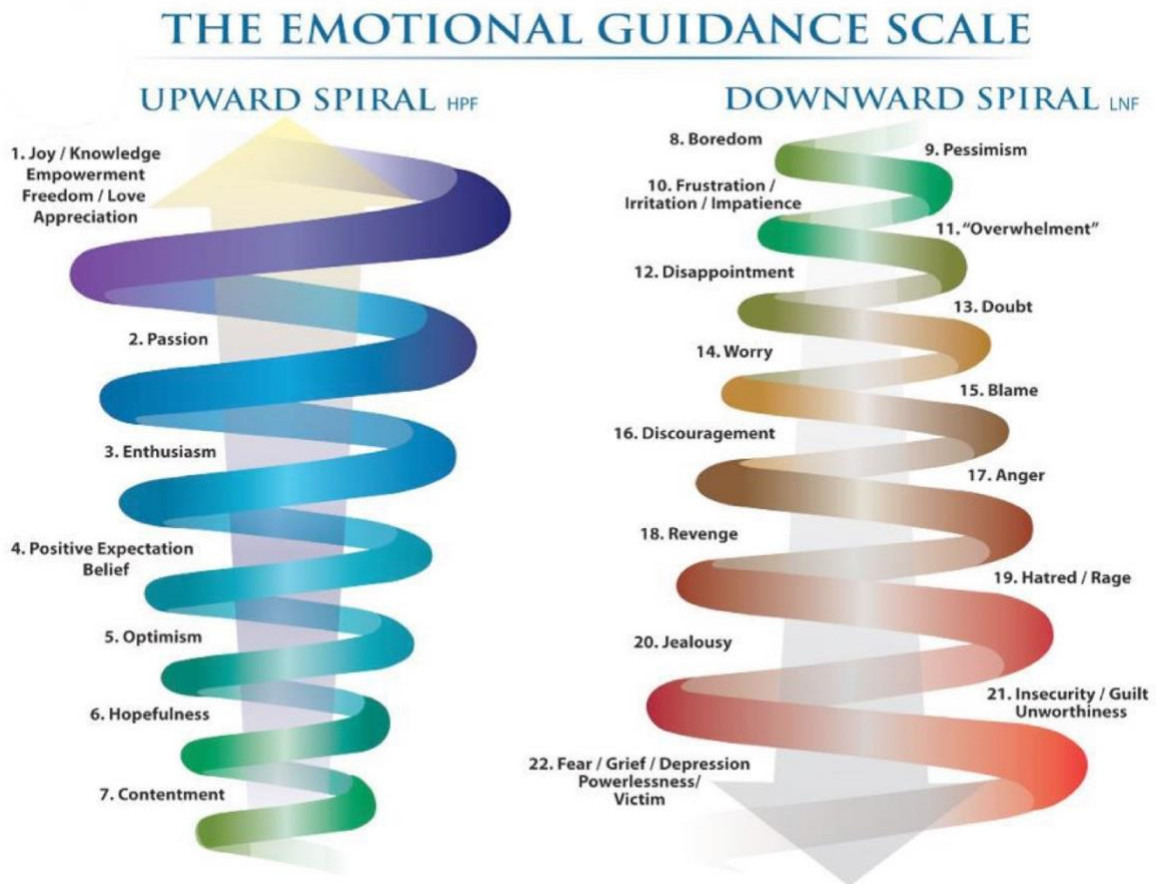 THE EMOTIONAL GUIDANCE SCALE
UPWARD SPIRAL HPF
1. Joy / Knowledge
Empowerment
Freedom / Love
Appreciation
2. Passion
3. Enthusiasm
4. Positive Expectation
Belief
5. Optimism
6. Hopefulness
7. Contentment
DOWNWARD SPIRAL LNF
8. Boredom
9. Pessimism
10. Frustration /
Irritation / Impatience
11. “Overwhelment”
12. Disappointment
13. Doubt
14. Worry
15. Blame
16. Discouragement
17. Anger
18. Revenge
19. Hatred / Rage
20. Jealousy
21. Insecurity / Guilt
Unworthiness
22. Fear / Grief / Depression
Powerlessness/
Victim